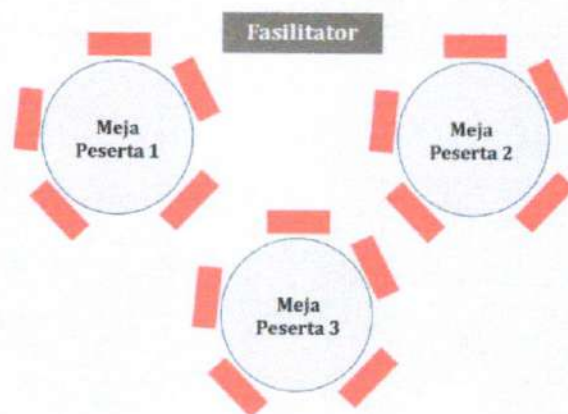 Fasilitator
Meja
Peserta 1
Meja
Peserta 2
Meja
Peserta 3